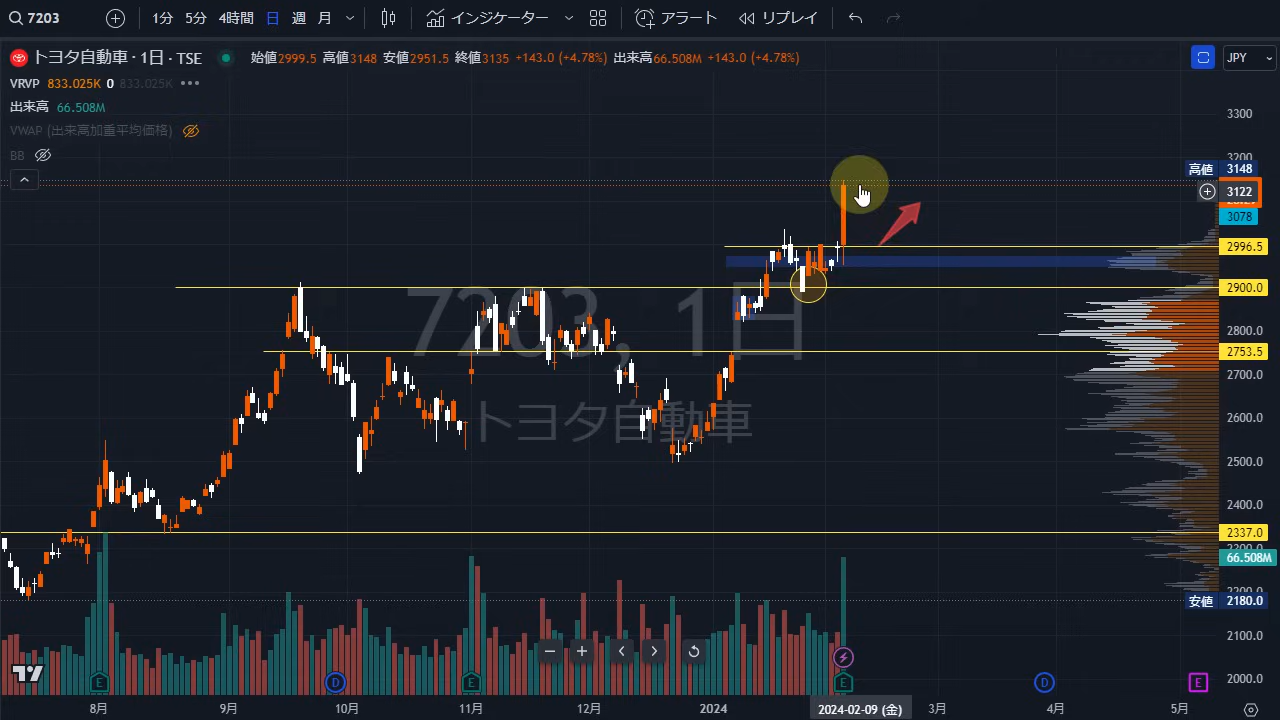 7203 1分 5分 4時間 日 週 月 インジケーター アラート リプレイ
トヨタ自動車・1日・TSE 始値2999.5 高値3148 安値2951.5 終値3135 +143.0 (+4.78%) 出来高66.508M +143.0 (+4.78%) JPY
VRVP 833.025K 0 833.025K
出来高 66.508M
VWAP (出来高加重平均価格)
BB
3300
3200
高値 3148
3122
3078
2996.5
2900.0
2800.0
2753.5
2700.0
2600.0
2500.0
2400.0
2337.0
66.508M
安値 2180.0
2100.0
2000.0
7203, 1日
トヨタ自動車
E D E E D E
8月 9月 10月 11月 12月 2024 2024-02-09 (金) 3月 4月 5月